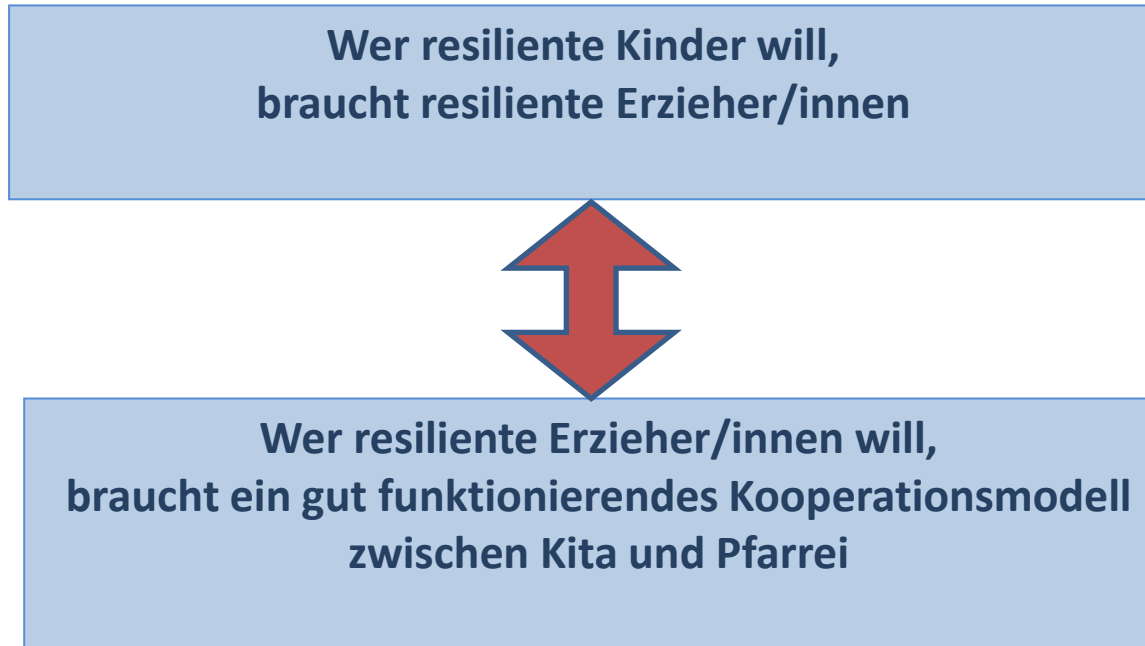 Wer resiliente Kinder will,
braucht resiliente Erzieher/innen
Wer resiliente Erzieher/innen will,
braucht ein gut funktionierendes Kooperationsmodell
zwischen Kita und Pfarrei